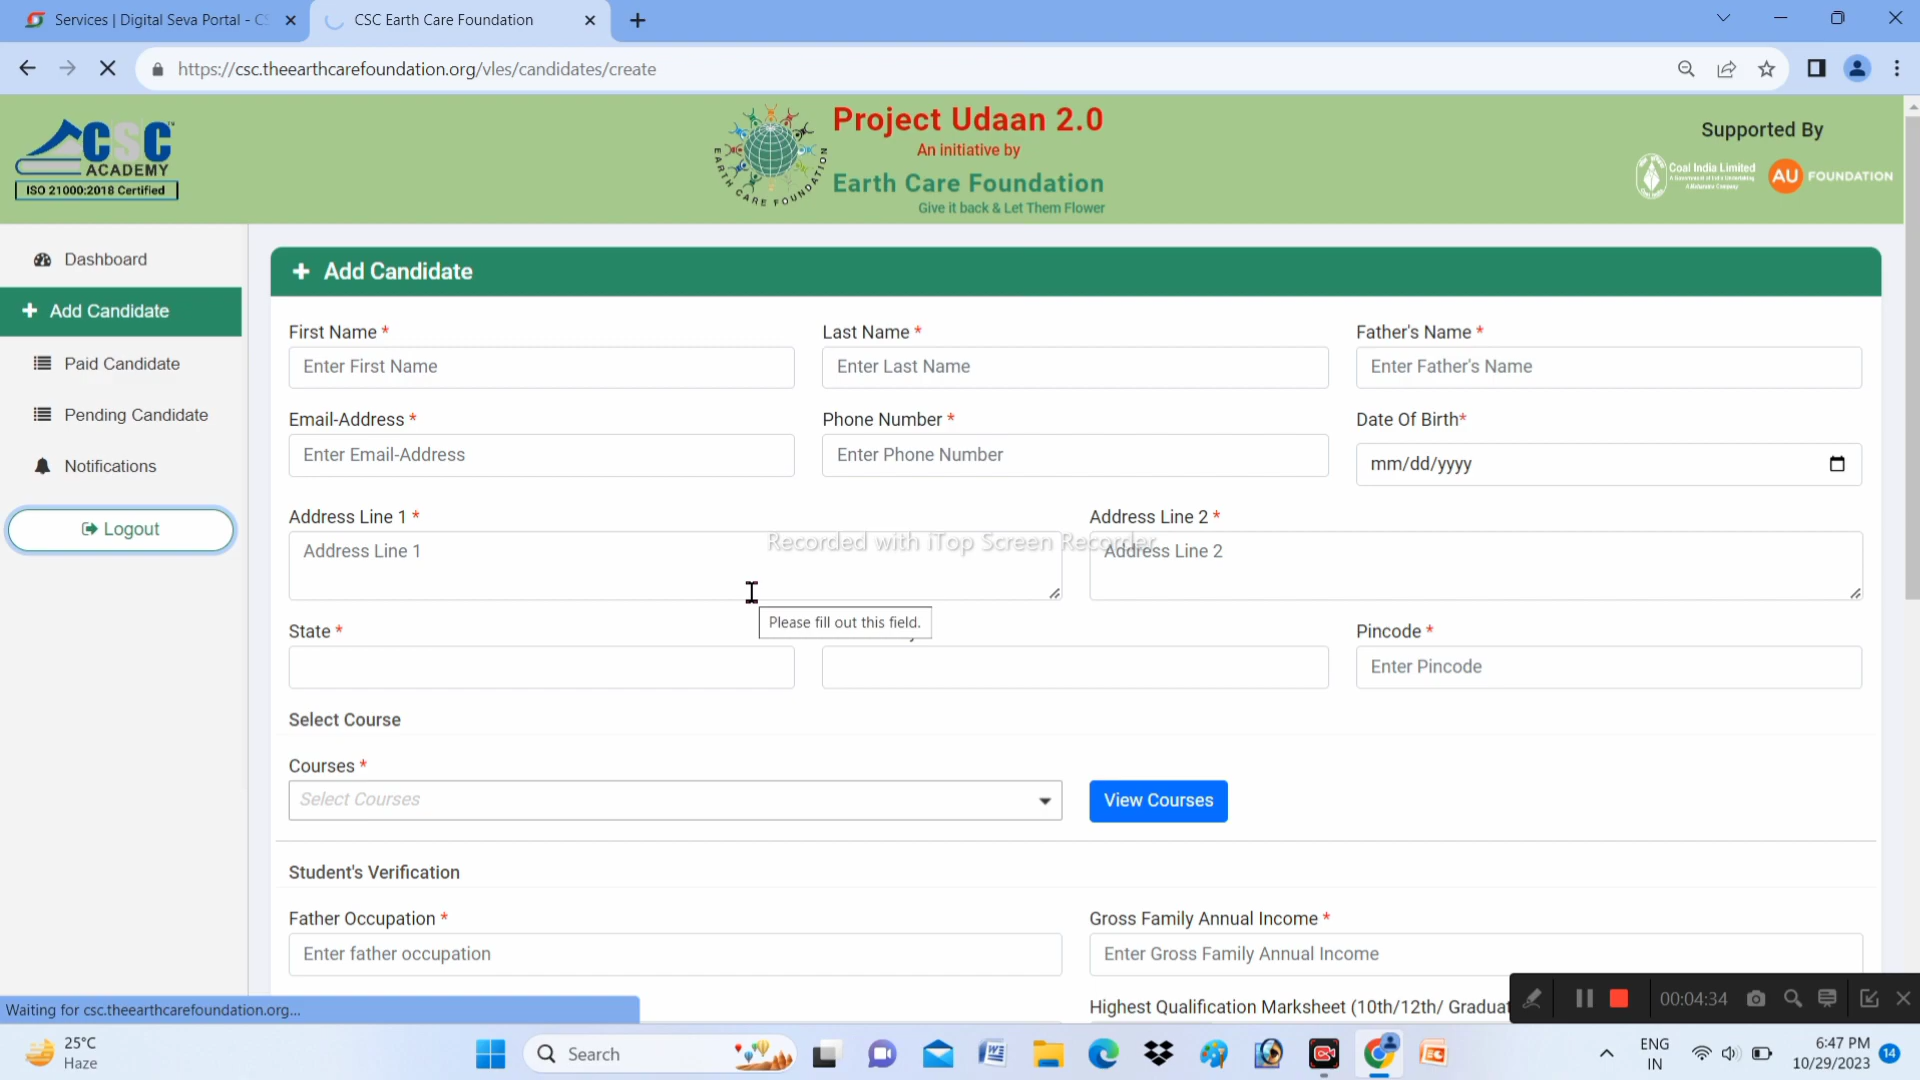 Services | Digital Seva Portal - CS
CSC Earth Care Foundation
https://csc.theearthcarefoundation.org/vles/candidates/create
CSC
ACADEMY
ISO 21000:2018 Certified
EARTH CARE FOUNDATION
Project Udaan 2.0
An initiative by
Earth Care Foundation
Give it back & Let Them Flower
Supported By
Coal India Limited
AU FOUNDATION
Dashboard
Add Candidate
Paid Candidate
Pending Candidate
Notifications
Logout
Add Candidate
First Name *
Last Name *
Father's Name *
Enter First Name
Enter Last Name
Enter Father's Name
Email-Address *
Phone Number *
Date Of Birth*
Enter Email-Address
Enter Phone Number
mm/dd/yyyy
Address Line 1 *
Address Line 2 *
Address Line 1
Address Line 2
Recorded with iTop Screen Recorder
Please fill out this field.
State *
Pincode *
Enter Pincode
Select Course
Courses *
Select Courses
View Courses
Student's Verification
Father Occupation *
Gross Family Annual Income *
Enter father occupation
Enter Gross Family Annual Income
Highest Qualification Marksheet (10th/12th/ Graduat
Waiting for csc.theearthcarefoundation.org...
00:04:34
25°C
Haze
Search
ENG
IN
6:47 PM
10/29/2023
14